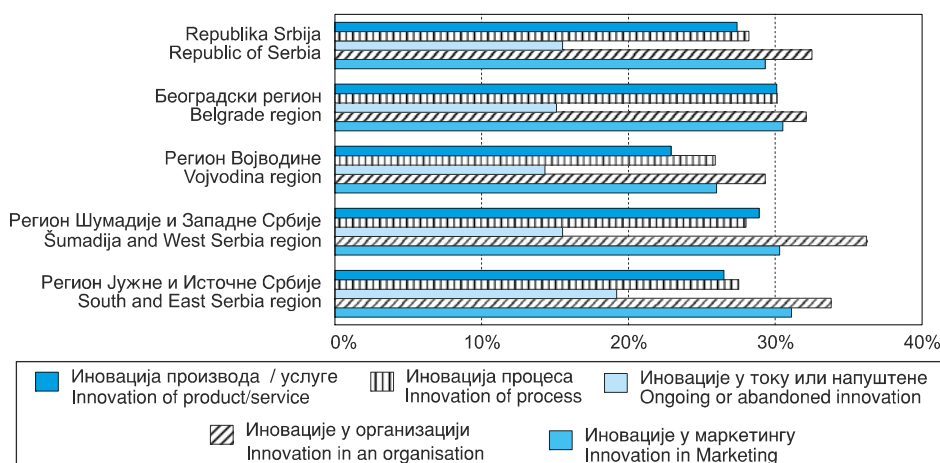 Republika Srbija
Republic of Serbia
Београдски регион
Belgrade region
Регион Војводине
Vojvodina region
Регион Шумадије и Западне Србије
Šumadija and West Serbia region
Регион Јужне и Источне Србије
South and East Serbia region
0% 10% 20% 30% 40%
Иновација производа / услуге
Innovation of product/service
Иновација процеса
Innovation of process
Иновације у току или напуштене
Ongoing or abandoned innovation
Иновације у организацији
Innovation in an organisation
Иновације у маркетингу
Innovation in Marketing